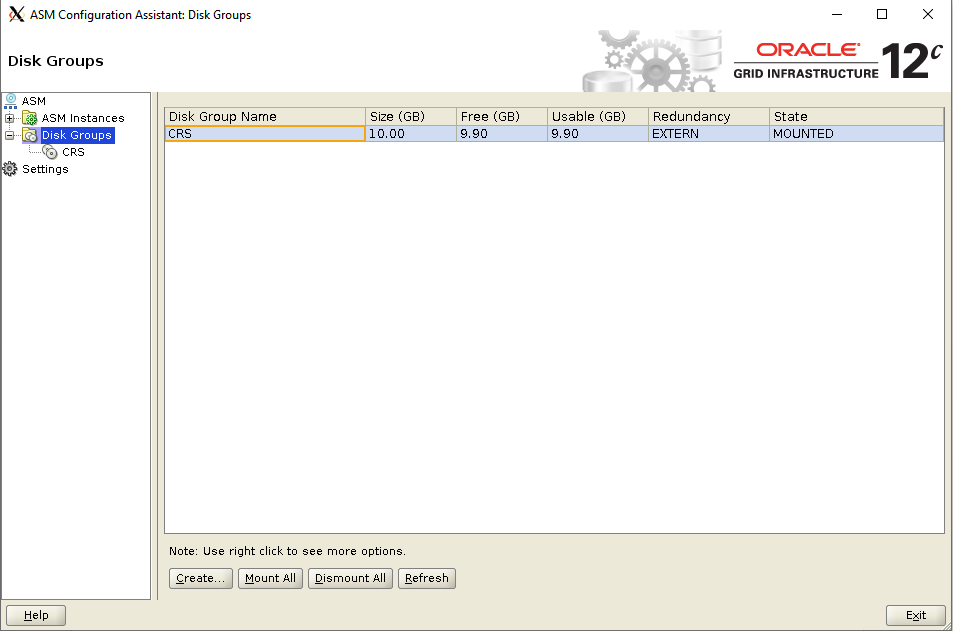 ASM Configuration Assistant: Disk Groups
Disk Groups
ORACLE
GRID INFRASTRUCTURE
12c
ASM
ASM Instances
Disk Groups
CRS
Settings
Disk Group Name Size (GB) Free (GB) Usable (GB) Redundancy State
CRS 10.00 9.90 9.90 EXTERN MOUNTED
Note: Use right click to see more options.
Create... Mount All Dismount All Refresh
Help Exit